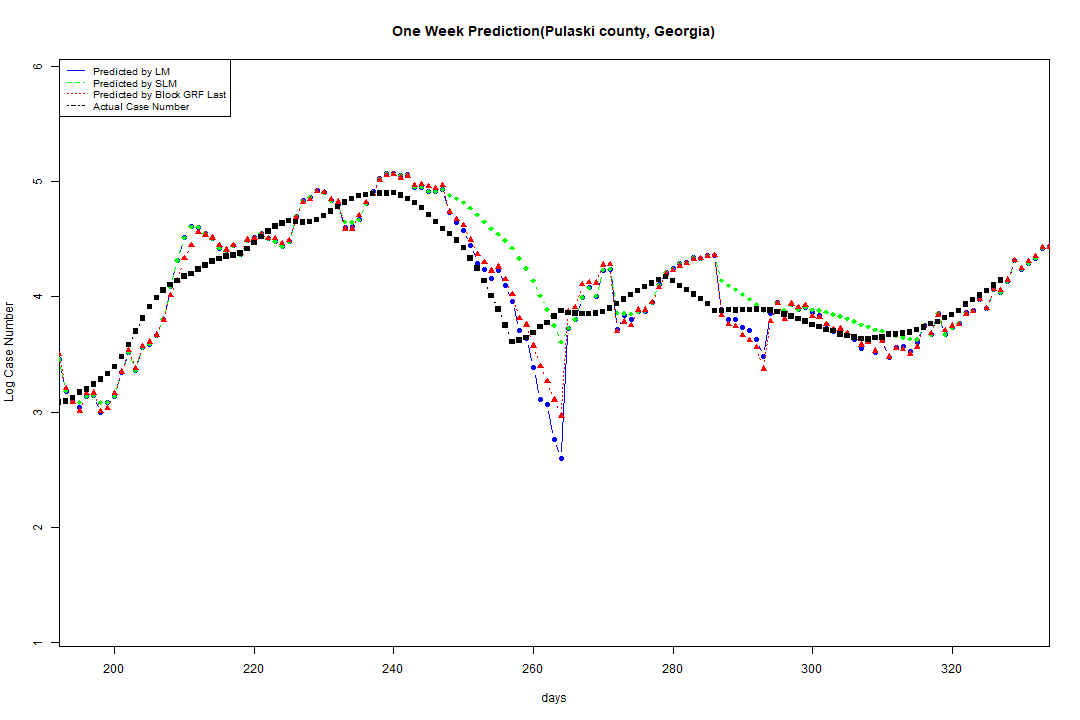 One Week Prediction(Pulaski county, Georgia)
Predicted by LM
Predicted by SLM
Predicted by Block GRF Last
Actual Case Number
Log Case Number
6
5
4
3
2
1
200 220 240 260 280 300 320
days